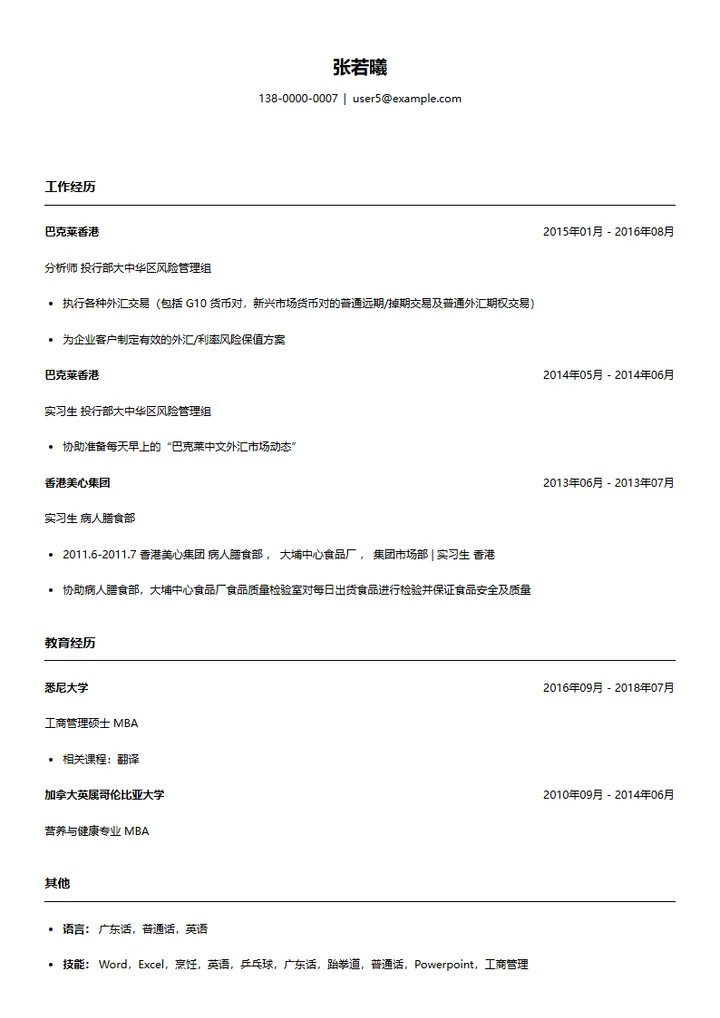 张若曦
138-0000-0007 | user5@example.com
工作经历
巴克莱香港 2015年01月 - 2016年08月
分析师 投行部大中华区风险管理组
• 执行各种外汇交易（包括 G10 货币对，新兴市场货币对的普通远期/掉期交易及普通外汇期权交易）
• 为企业客户制定有效的外汇/利率风险保值方案
巴克莱香港 2014年05月 - 2014年06月
实习生 投行部大中华区风险管理组
• 协助准备每天早上的“巴克莱中文外汇市场动态”
香港美心集团 2013年06月 - 2013年07月
实习生 病人膳食部
• 2011.6-2011.7 香港美心集团 病人膳食部 ， 大埔中心食品厂 ， 集团市场部 | 实习生 香港
• 协助病人膳食部，大埔中心食品厂食品质量检验室对每日出货食品进行检验并保证食品安全及质量
教育经历
悉尼大学 2016年09月 - 2018年07月
工商管理硕士 MBA
• 相关课程：翻译
加拿大英属哥伦比亚大学 2010年09月 - 2014年06月
营养与健康专业 MBA
其他
• 语言： 广东话，普通话，英语
• 技能： Word，Excel，烹饪，英语，乒乓球，广东话，跆拳道，普通话，Powerpoint，工商管理